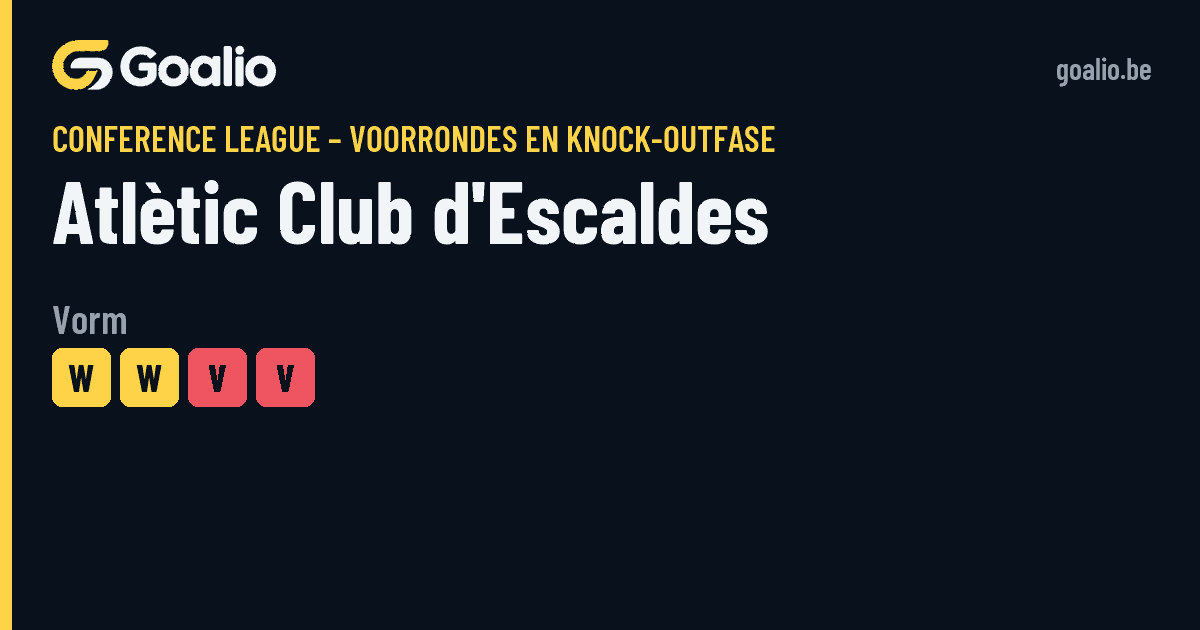 Goalio
goalio.be
CONFERENCE LEAGUE – VOORRONDES EN KNOCK-OUTFASE
Atlètic Club d'Escaldes
Vorm
W W V V